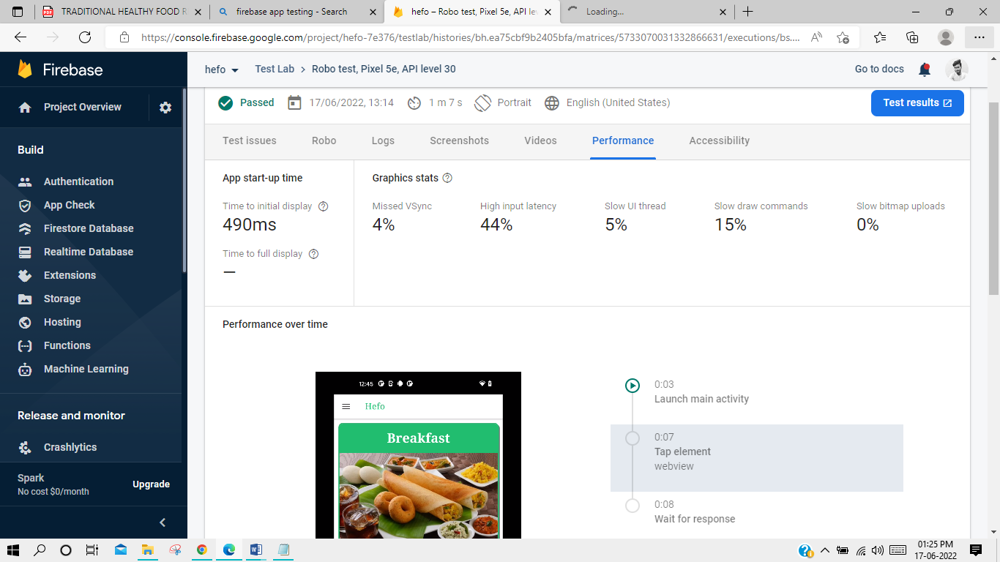 TRADITIONAL HEALTHY FOOD R
firebase app testing - Search
hefo – Robo test, Pixel 5e, API le
Loading...
https://console.firebase.google.com/project/hefo-7e376/testlab/histories/bh.ea75cbf9b2405bfa/matrices/5733070031332866631/executions/bs....
Firebase
hefo
Test Lab > Robo test, Pixel 5e, API level 30
Go to docs
Project Overview
Build
Authentication
App Check
Firestore Database
Realtime Database
Extensions
Storage
Hosting
Functions
Machine Learning
Release and monitor
Crashlytics
Spark
No cost $0/month
Upgrade
Passed
17/06/2022, 13:14
1 m 7 s
Portrait
English (United States)
Test results
Test issues
Robo
Logs
Screenshots
Videos
Performance
Accessibility
App start-up time
Time to initial display
490ms
Time to full display
—
Graphics stats
Missed VSync
4%
High input latency
44%
Slow UI thread
5%
Slow draw commands
15%
Slow bitmap uploads
0%
Performance over time
12:45
Hefo
Breakfast
0:03
Launch main activity
0:07
Tap element
webview
0:08
Wait for response
01:25 PM
17-06-2022